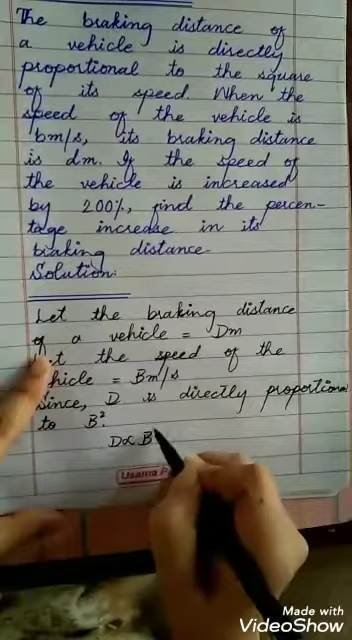 The braking distance of
a vehicle is directly
proportional to the square
of its speed. When the
speed of the vehicle is
bm/s, its braking distance
is dm. If the speed of
the vehicle is increased
by 200%, find the percen-
tage increase in its
braking distance
Solution:
Let the braking distance
of a vehicle = Dm
the speed of the
hicle = Bm/s
Since, D is directly proportional
to B².
D∝ B
Usama
Made with
VideoShow